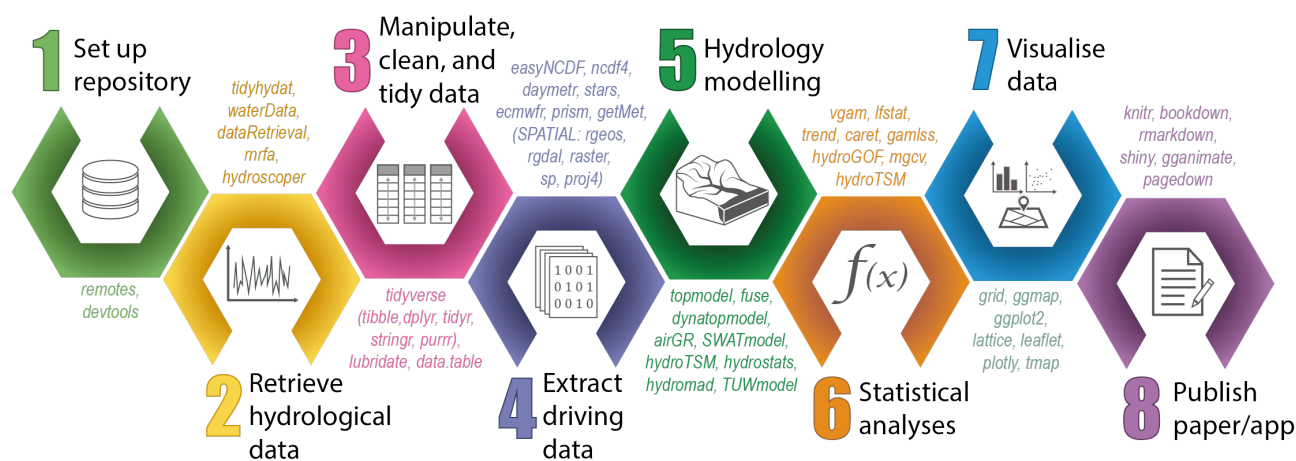 1 Set up
repository
remotes,
devtools
tidyhydat,
waterData,
dataRetrieval,
rnrfa,
hydroscoper
2 Retrieve
hydrological
data
3 Manipulate,
clean, and
tidy data
tidyverse
(tibble,dplyr, tidyr,
stringr, purrr),
lubridate, data.table
easyNCDF, ncdf4,
daymetr, stars,
ecmwfr, prism, getMet,
(SPATIAL: rgeos,
rgdal, raster,
sp, proj4)
1001
0101
0010
4 Extract
driving
data
5 Hydrology
modelling
topmodel, fuse,
dynatopmodel,
airGR, SWATmodel,
hydroTSM, hydrostats,
hydromad, TUWmodel
vgam, lfstat,
trend, caret, gamlss,
hydroGOF, mgcv,
hydroTSM
f(x)
6 Statistical
analyses
7 Visualise
data
grid, ggmap,
ggplot2,
lattice, leaflet,
plotly, tmap
knitr, bookdown,
rmarkdown,
shiny, gganimate,
pagedown
8 Publish
paper/app